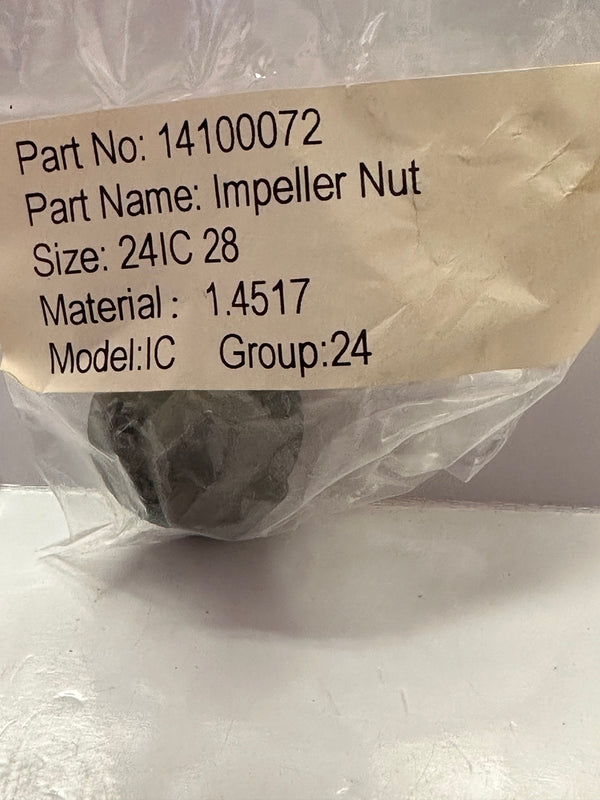 Part No: 14100072
Part Name: Impeller Nut
Size: 24IC 28
Material : 1.4517
Model:IC Group:24